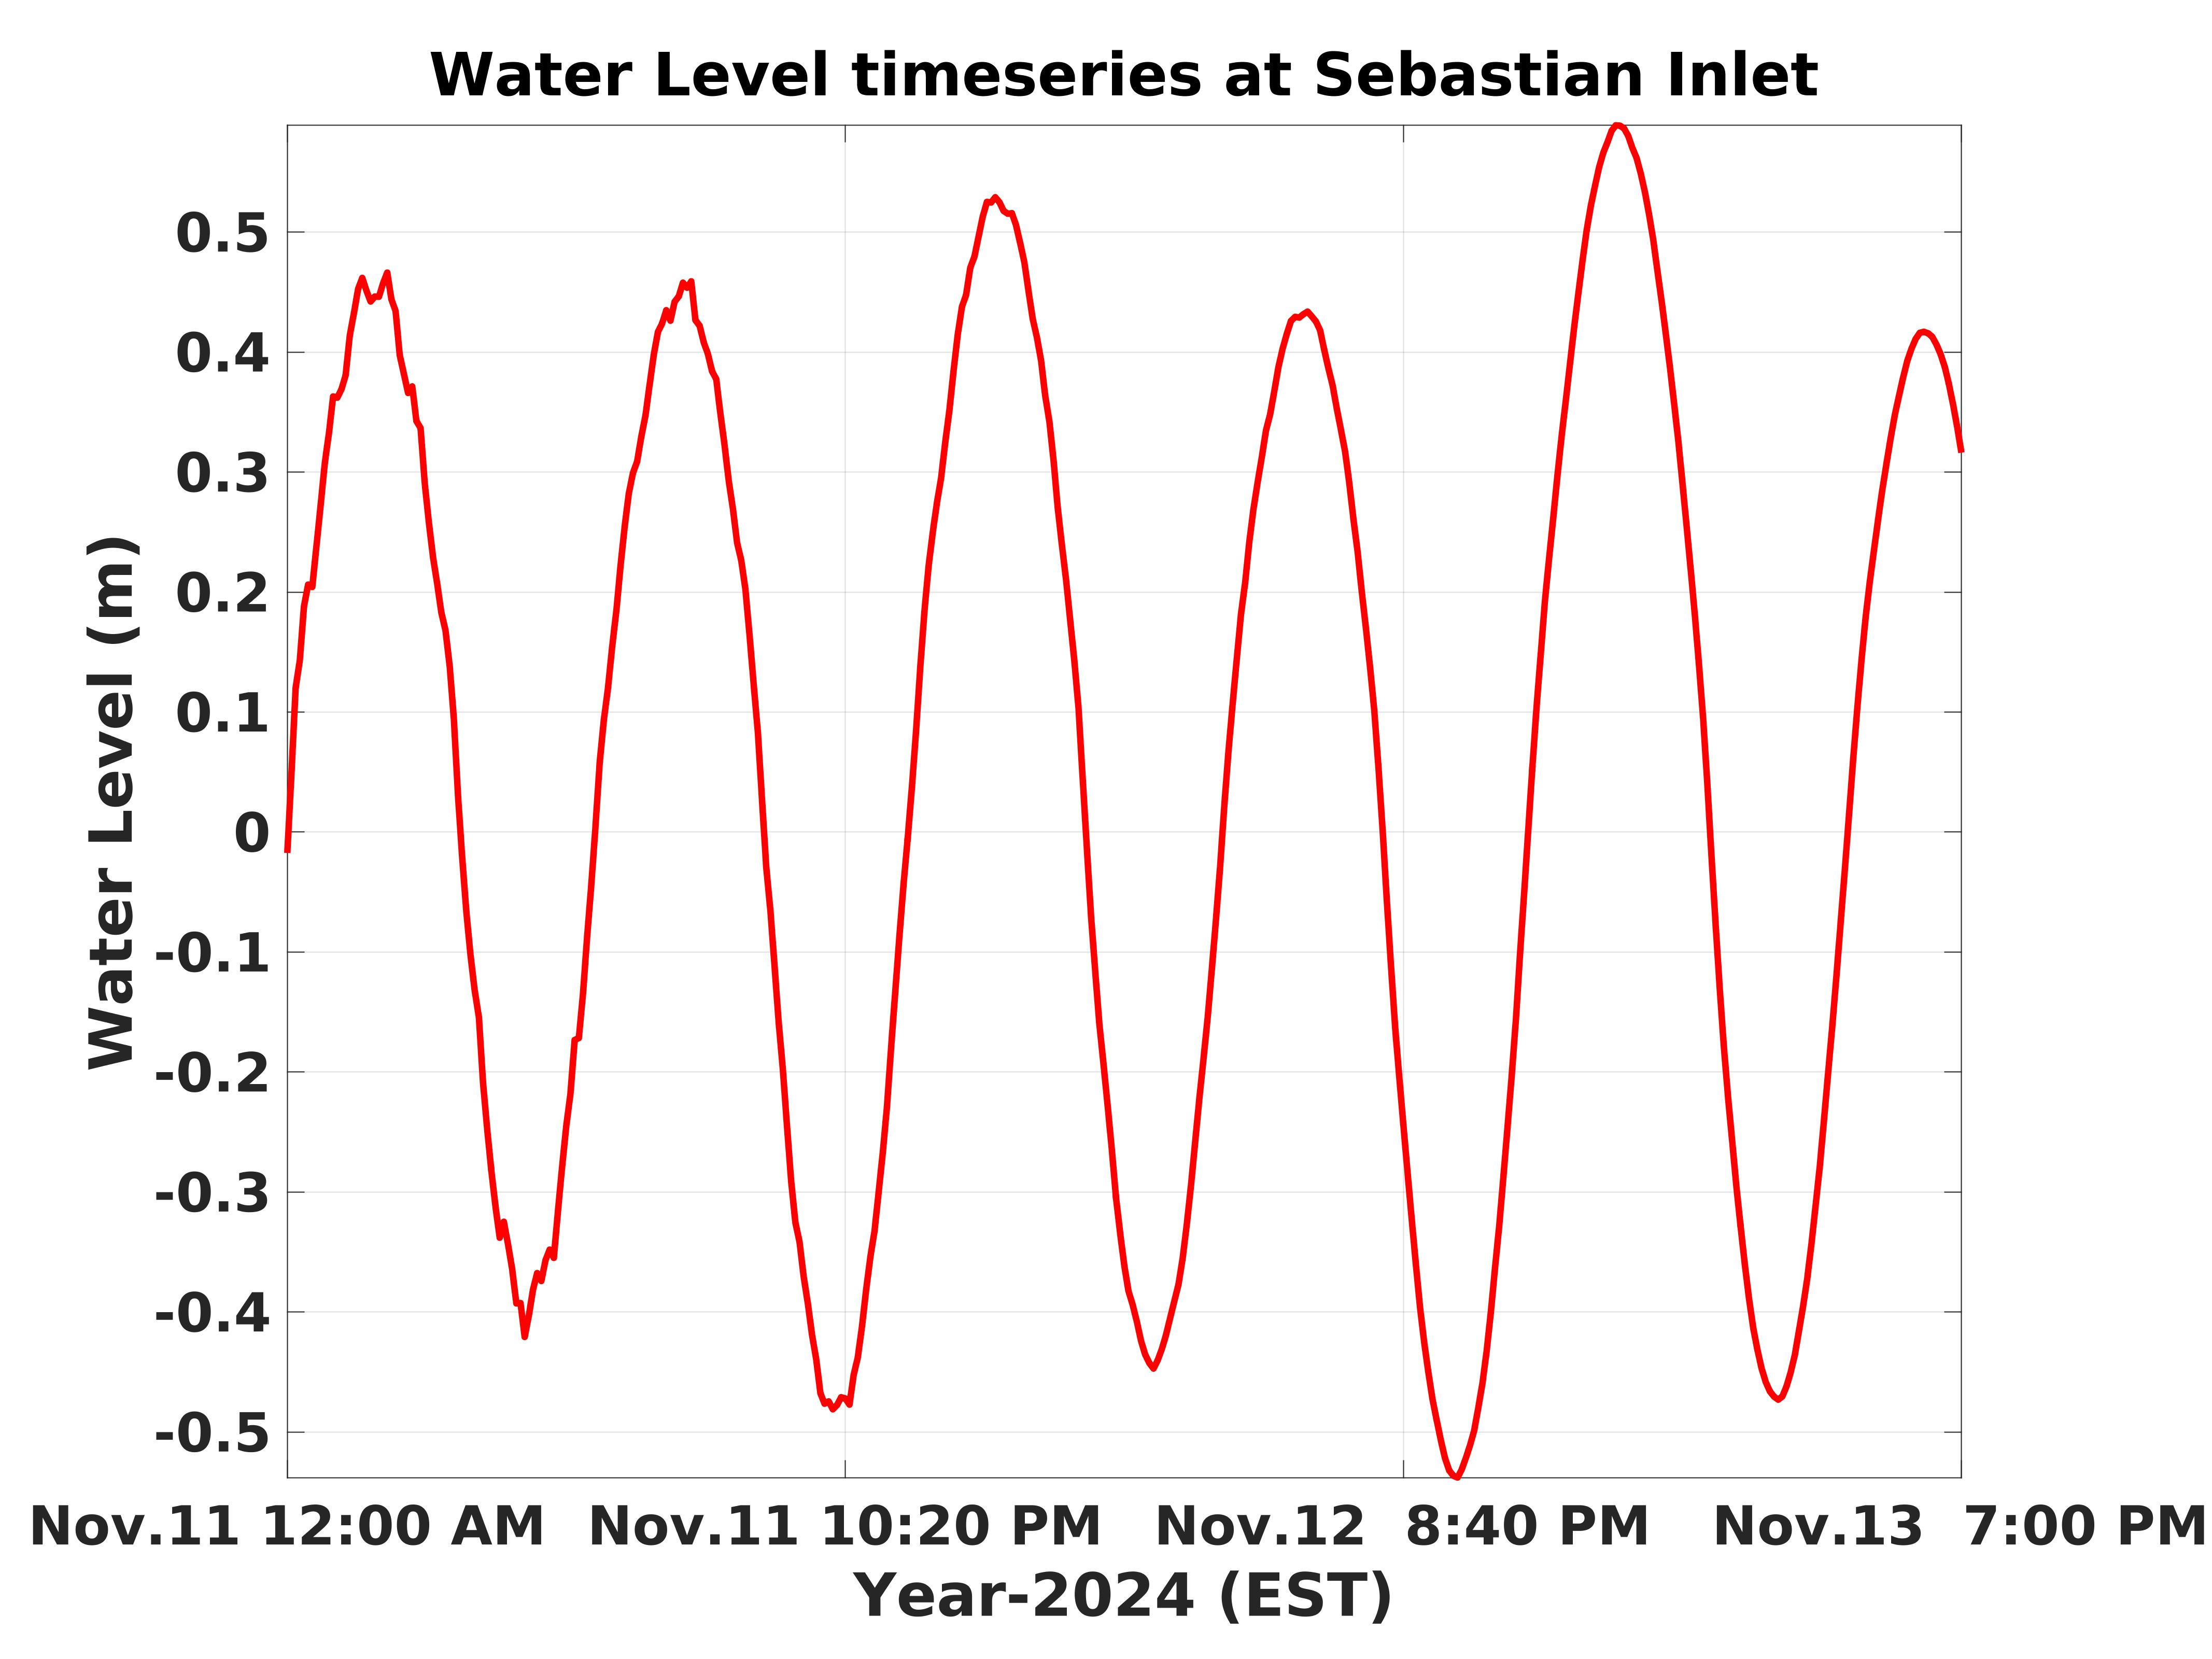 Water Level timeseries at Sebastian Inlet
Water Level (m)
0.5
0.4
0.3
0.2
0.1
0
-0.1
-0.2
-0.3
-0.4
-0.5
Nov.11 12:00 AM Nov.11 10:20 PM Nov.12 8:40 PM Nov.13 7:00 PM
Year-2024 (EST)